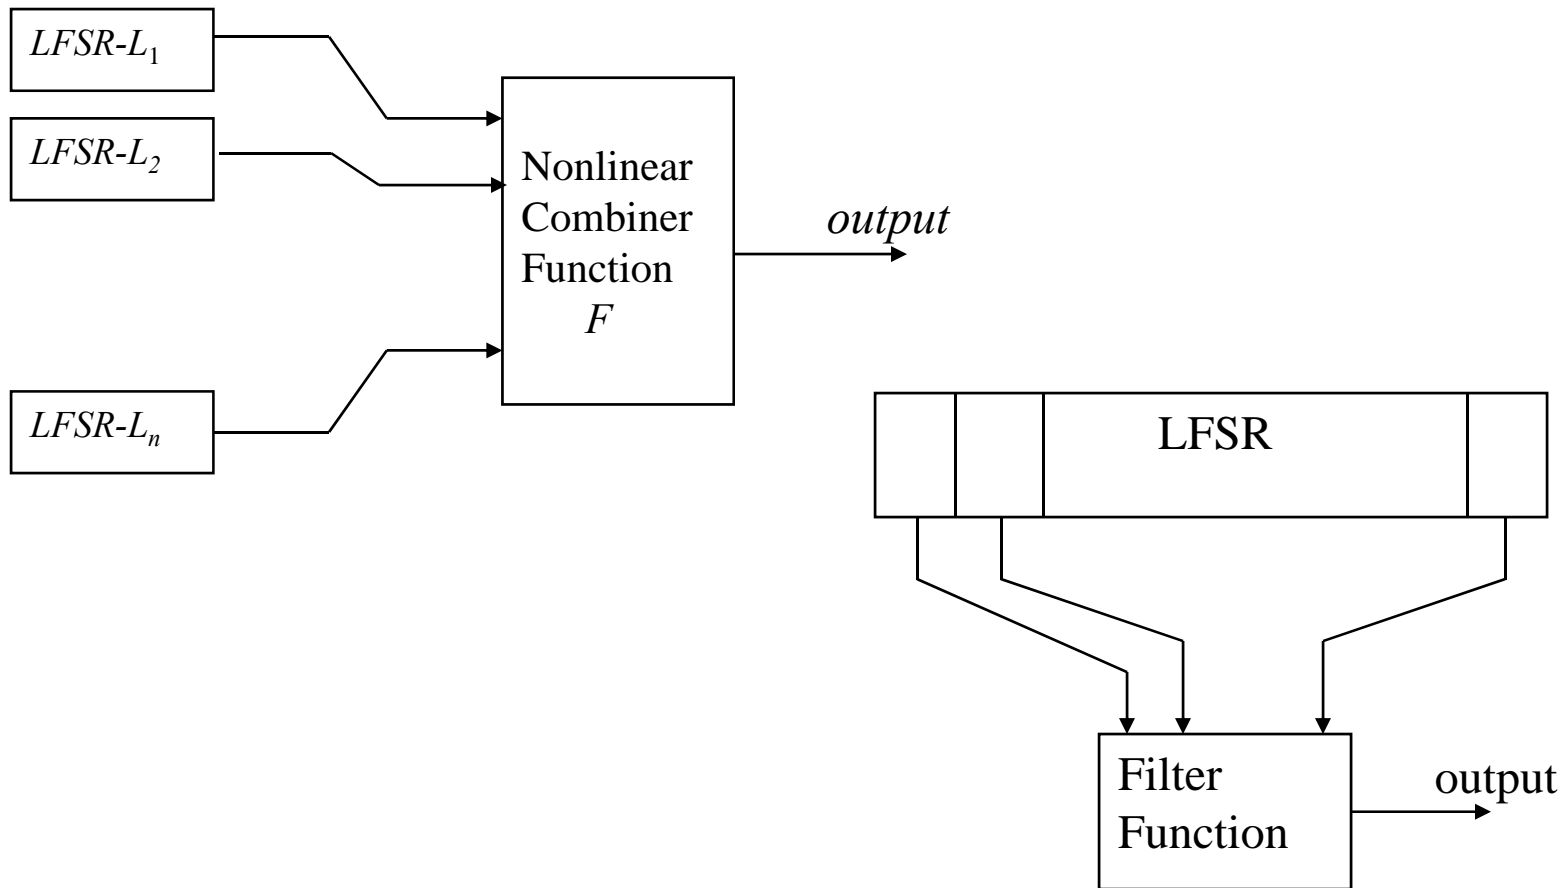 LFSR-L₁
LFSR-L₂
LFSR-Lₙ
Nonlinear
Combiner
Function
F
output
LFSR
Filter
Function
output